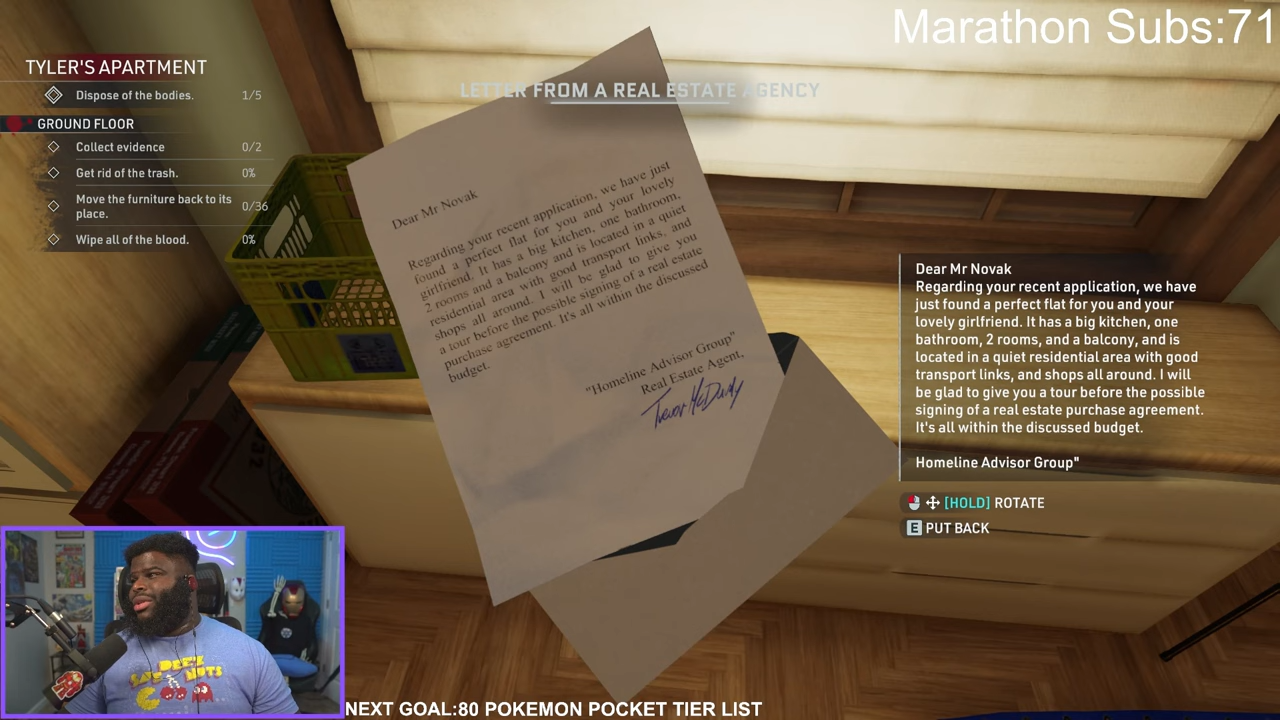 Marathon Subs:71
TYLER'S APARTMENT
Dispose of the bodies. 1/5
GROUND FLOOR
Collect evidence 0/2
Get rid of the trash. 0%
Move the furniture back to its
place. 0/36
Wipe all of the blood. 0%
LETTER FROM A REAL ESTATE AGENCY
Dear Mr Novak
Regarding your recent application, we have just
found a perfect flat for you and your lovely
girlfriend. It has a big kitchen, one bathroom,
2 rooms and a balcony and is located in a quiet
residential area with good transport links, and
shops all around. I will be glad to give you
a tour before the possible signing of a real estate
purchase agreement. It's all within the discussed
budget.
"Homeline Advisor Group"
Real Estate Agent,
Trevor McDurdy
Dear Mr Novak
Regarding your recent application, we have
just found a perfect flat for you and your
lovely girlfriend. It has a big kitchen, one
bathroom, 2 rooms, and a balcony, and is
located in a quiet residential area with good
transport links, and shops all around. I will
be glad to give you a tour before the possible
signing of a real estate purchase agreement.
It's all within the discussed budget.
Homeline Advisor Group"
[HOLD] ROTATE
E PUT BACK
DEEZ
NUTS
NEXT GOAL:80 POKEMON POCKET TIER LIST